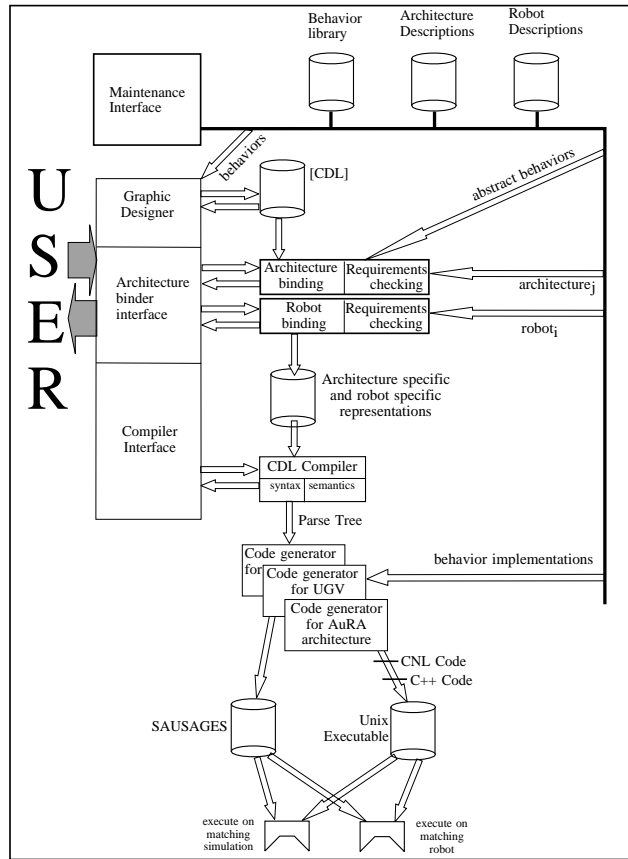 Behavior
library
Architecture
Descriptions
Robot
Descriptions
Maintenance
Interface
behaviors
abstract behaviors
USER
Graphic
Designer
[CDL]
Architecture
binder
interface
Architecture
binding
Requirements
checking
architecturej
Robot
binding
Requirements
checking
roboti
Architecture specific
and robot specific
representations
Compiler
Interface
CDL Compiler
syntax
semantics
Parse Tree
Code generator
for
Code generator
for UGV
Code generator
for AuRA
architecture
behavior implementations
CNL Code
C++ Code
SAUSAGES
Unix
Executable
execute on
matching
simulation
execute on
matching
robot